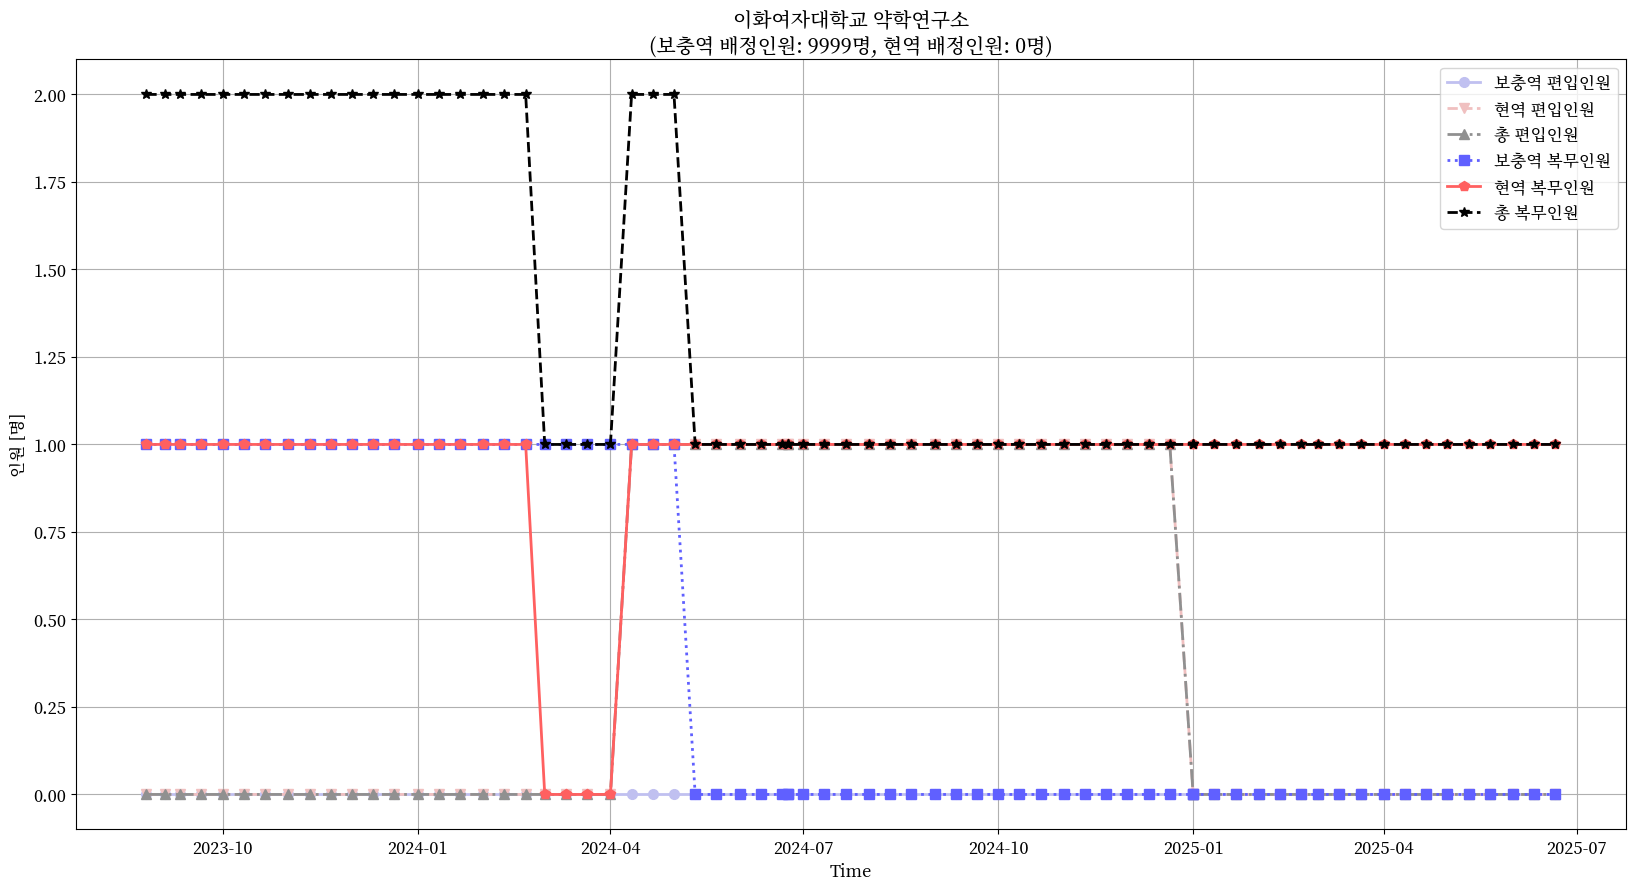 이화여자대학교 약학연구소
(보충역 배정인원: 9999명, 현역 배정인원: 0명)
보충역 편입인원
현역 편입인원
총 편입인원
보충역 복무인원
현역 복무인원
총 복무인원
인원 [명]
2.00
1.75
1.50
1.25
1.00
0.75
0.50
0.25
0.00
2023-10
2024-01
2024-04
2024-07
2024-10
2025-01
2025-04
2025-07
Time